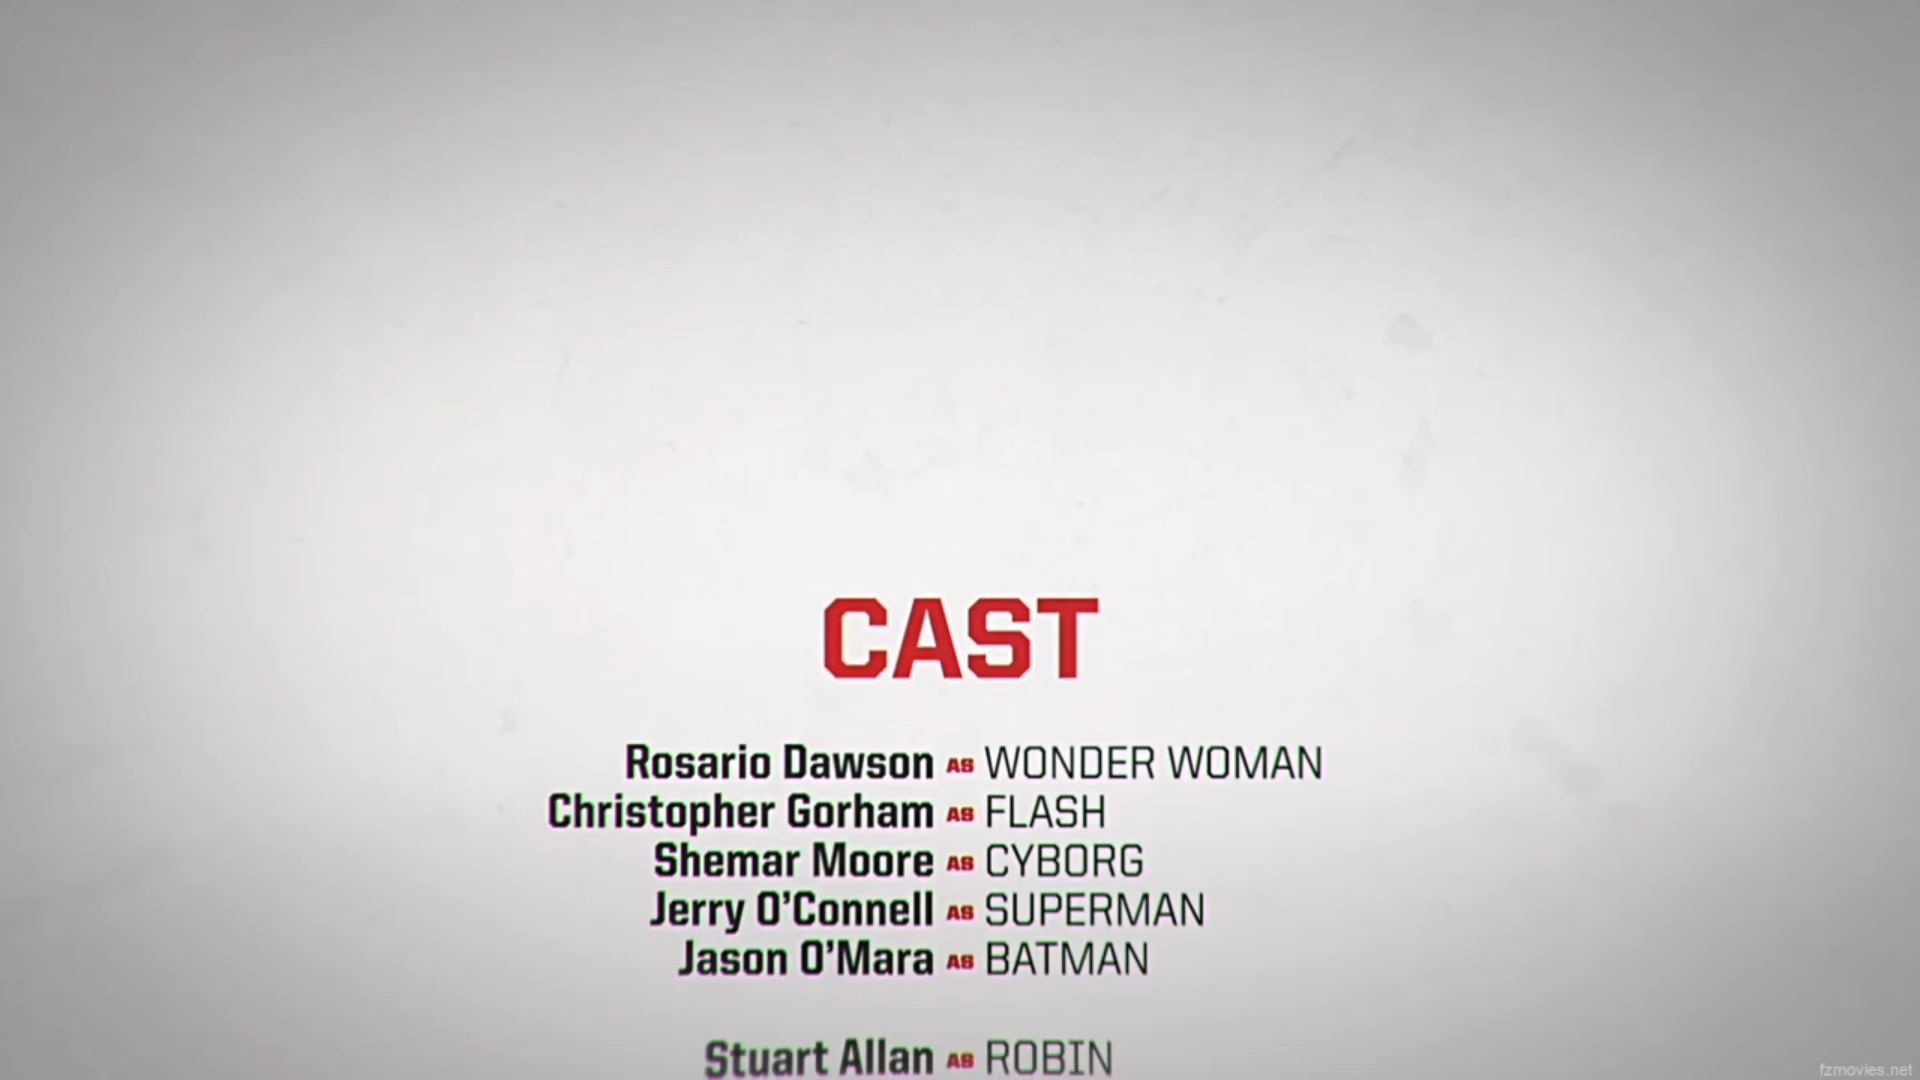 CAST
Rosario Dawson AS WONDER WOMAN
Christopher Gorham AS FLASH
Shemar Moore AS CYBORG
Jerry O'Connell AS SUPERMAN
Jason O'Mara AS BATMAN
Stuart Allan AS ROBIN
fzmovies.net